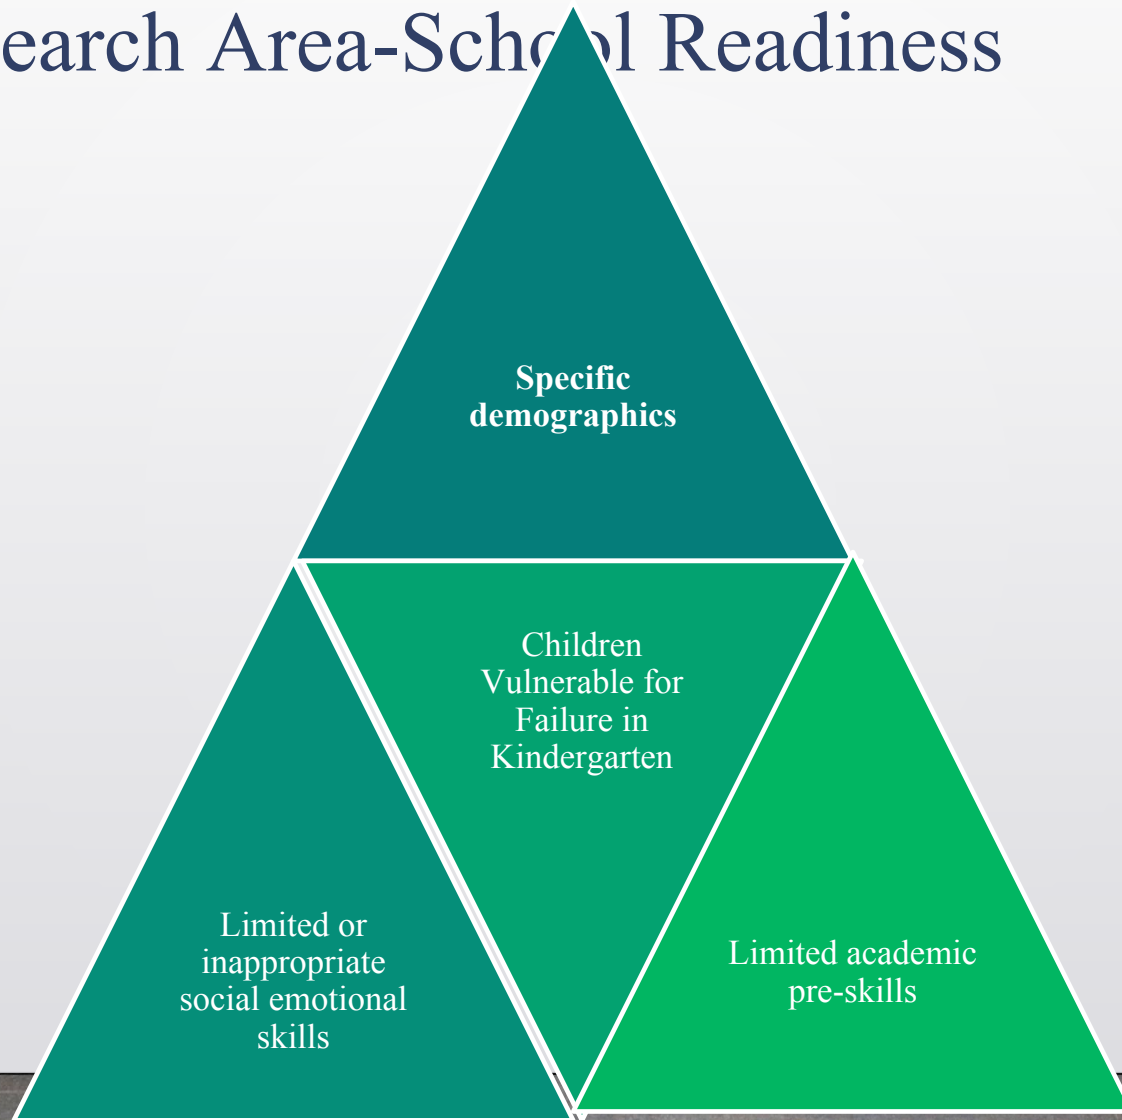 earch Area-School Readiness
Specific
demographics
Children
Vulnerable for
Failure in
Kindergarten
Limited or
inappropriate
social emotional
skills
Limited academic
pre-skills